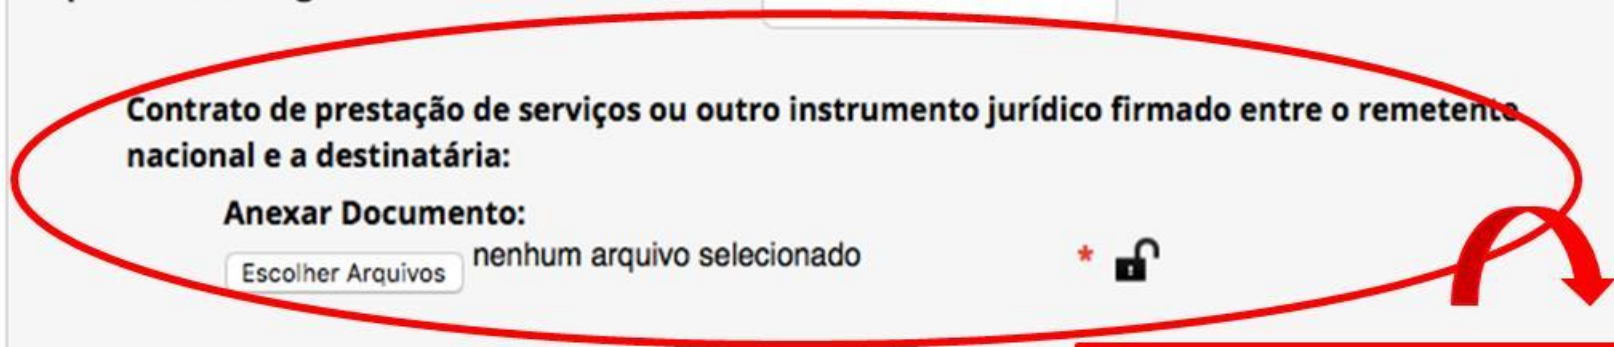 Contrato de prestação de serviços ou outro instrumento jurídico firmado entre o remetente
nacional e a destinatária:
Anexar Documento:
Escolher Arquivos nenhum arquivo selecionado *